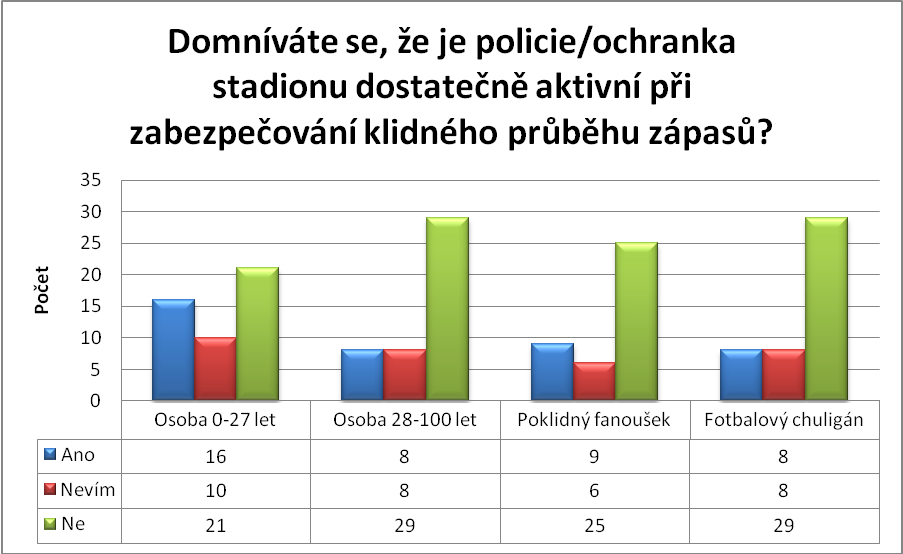 Domníváte se, že je policie/ochranka
stadionu dostatečně aktivní při
zabezpečování klidného průběhu zápasů?
35
30
25
20
15
10
5
0
Počet
Osoba 0-27 let Osoba 28-100 let Poklidný fanoušek Fotbalový chuligán
Ano 16 8 9 8
Nevím 10 8 6 8
Ne 21 29 25 29